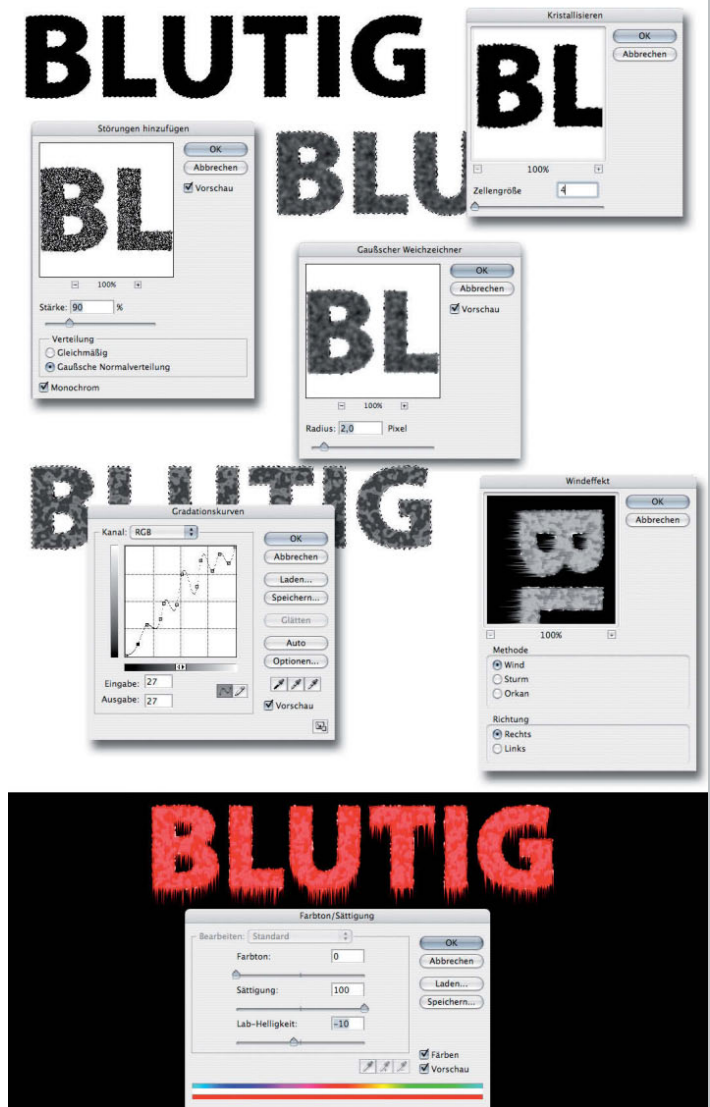 BLUTIG
Kristallisieren
BL
OK
Abbrechen
100%
Zellengröße 4
Störungen hinzufügen
BL
OK
Abbrechen
Vorschau
100%
Stärke: 90 %
Verteilung
Gleichmäßig
Gaußsche Normalverteilung
Monochrom
BLU
Gaußscher Weichzeichner
BL
OK
Abbrechen
Vorschau
100%
Radius: 2,0 Pixel
BLUTIG
Gradationskurven
Kanal: RGB
OK
Abbrechen
Laden...
Speichern...
Glätten
Auto
Optionen...
Eingabe: 27
Ausgabe: 27
Vorschau
Windeffekt
BL
OK
Abbrechen
100%
Methode
Wind
Sturm
Orkan
Richtung
Rechts
Links
BLUTIG
Farbton/Sättigung
Bearbeiten: Standard
OK
Farbton: 0
Abbrechen
Sättigung: 100
Laden...
Speichern...
Lab-Helligkeit: -10
Färben
Vorschau